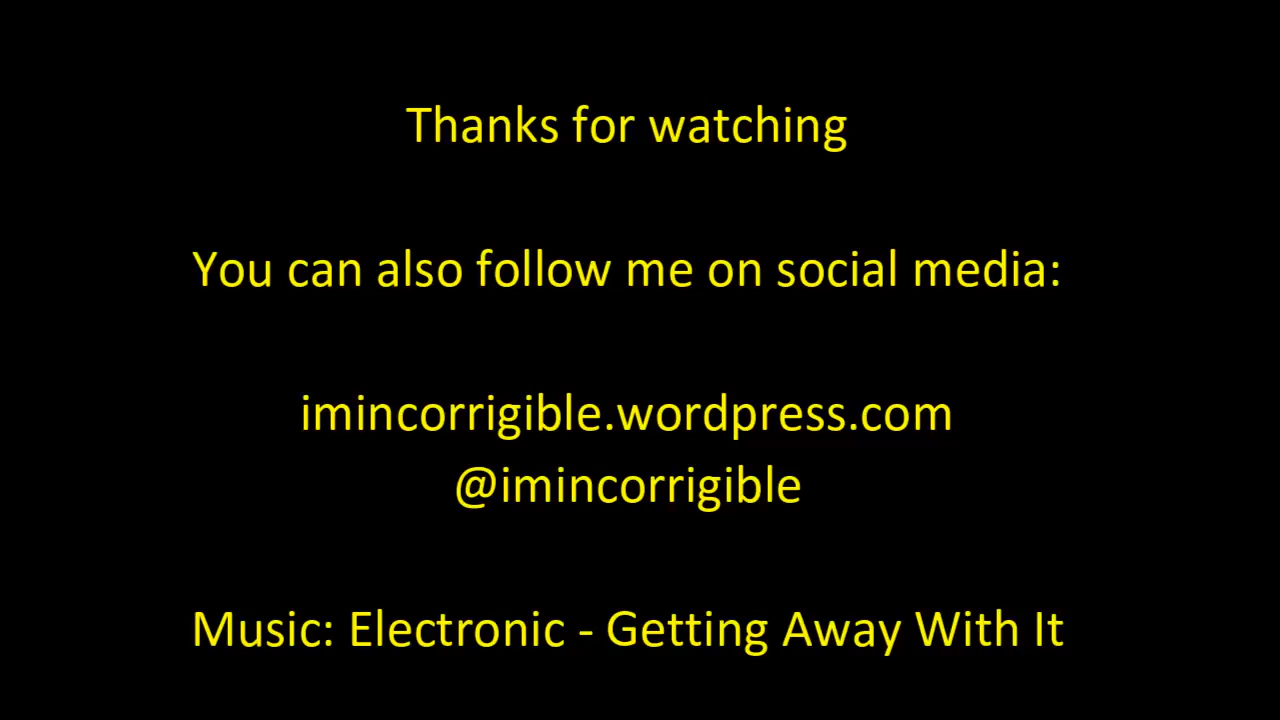 Thanks for watching
You can also follow me on social media:
imincorrigible.wordpress.com
@imincorrigible
Music: Electronic - Getting Away With It